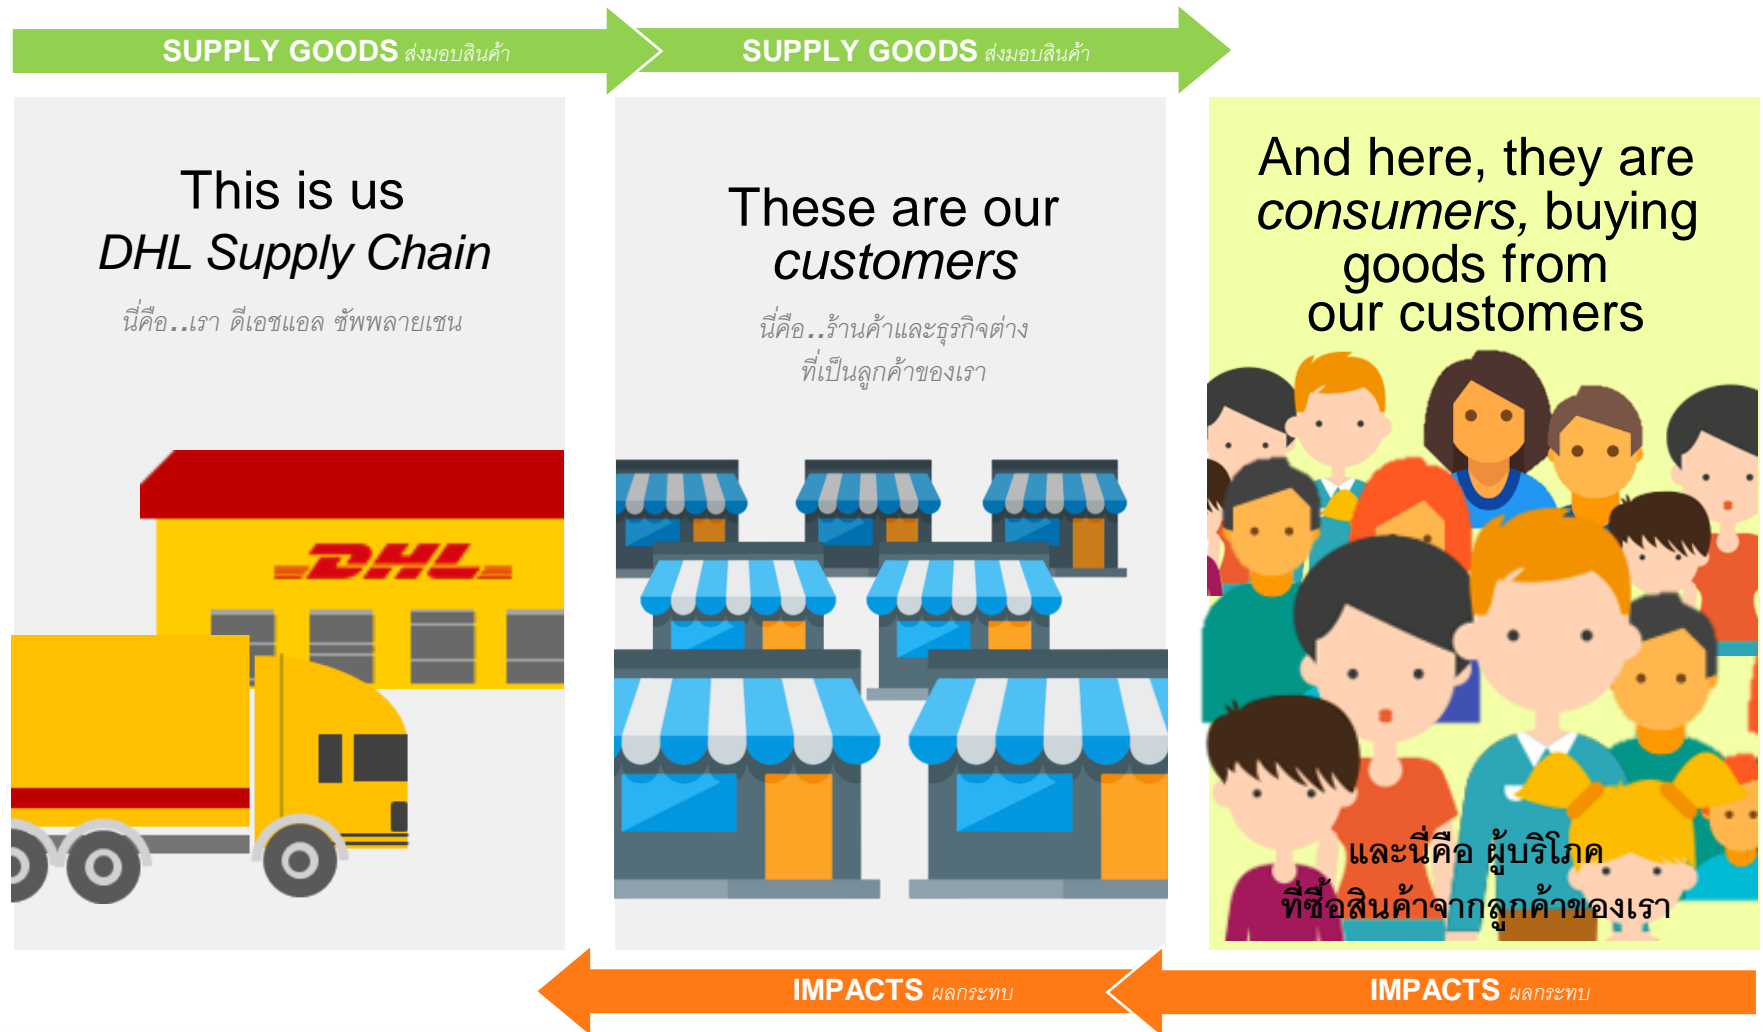 SUPPLY GOODS ส่งมอบสินค้า
SUPPLY GOODS ส่งมอบสินค้า
This is us
DHL Supply Chain
นี่คือ..เรา ดีเอชแอล ซัพพลายเชน
DHL
These are our
customers
นี่คือ..ร้านค้าและธุรกิจต่าง
ที่เป็นลูกค้าของเรา
And here, they are
consumers, buying
goods from
our customers
และนี่คือ ผู้บริโภค
ที่ซื้อสินค้าจากลูกค้าของเรา
IMPACTS ผลกระทบ
IMPACTS ผลกระทบ